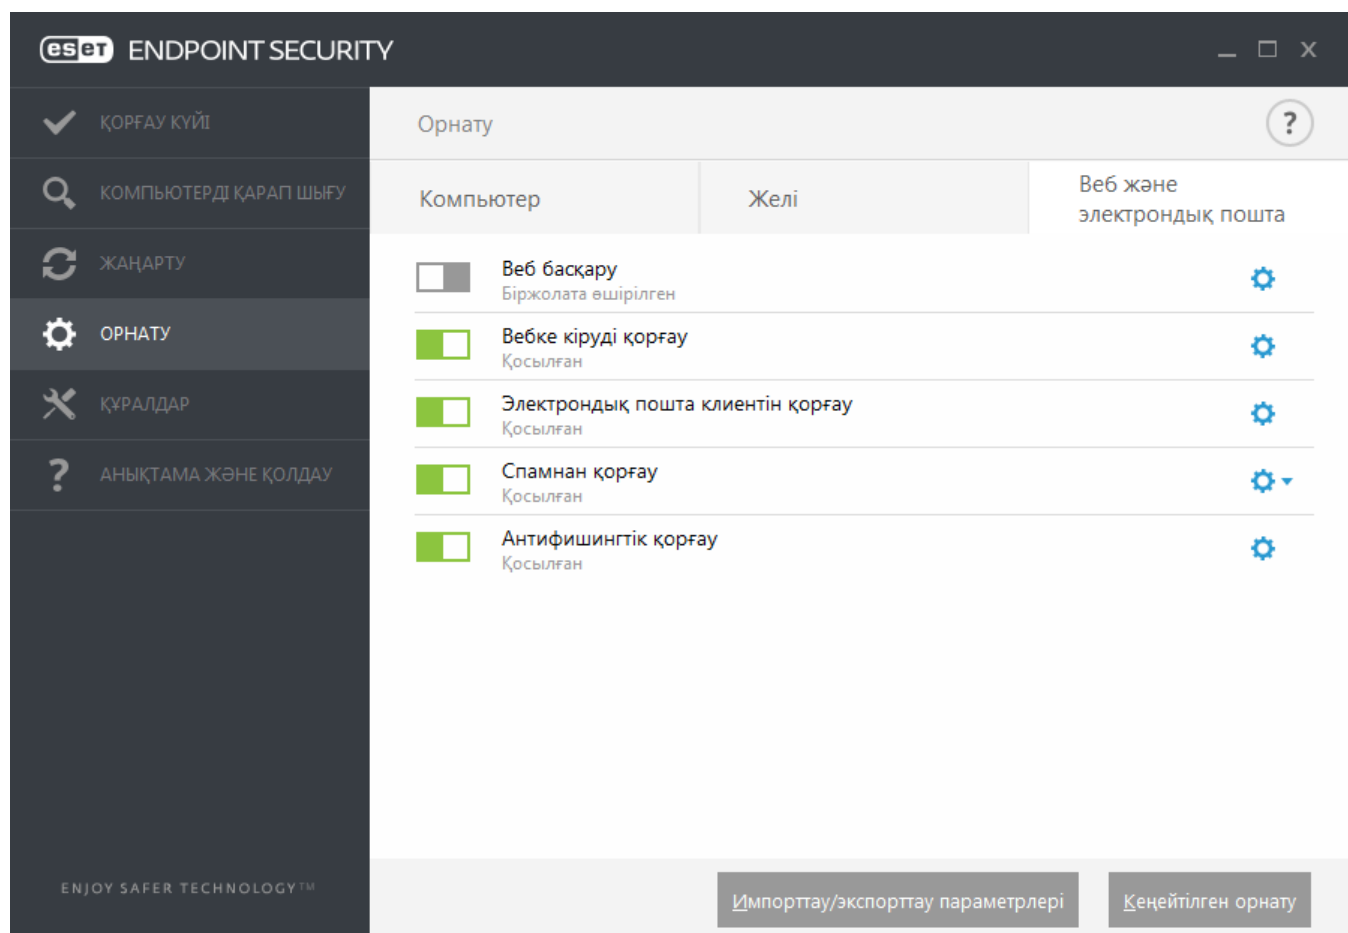 eset ENDPOINT SECURITY
ҚОРҒАУ КҮЙІ
КОМПЬЮТЕРДІ ҚАРАП ШЫҒУ
ЖАҢАРТУ
ОРНАТУ
ҚҰРАЛДАР
АНЫҚТАМА ЖӘНЕ ҚОЛДАУ
ENJOY SAFER TECHNOLOGY™
Орнату
?
Компьютер
Желі
Веб және
электрондық пошта
Веб басқару
Біржолата өшірілген
Вебке кіруді қорғау
Қосылған
Электрондық пошта клиентін қорғау
Қосылған
Спамнан қорғау
Қосылған
Антифишингтік қорғау
Қосылған
Импорттау/экспорттау параметрлері
Кеңейтілген орнату